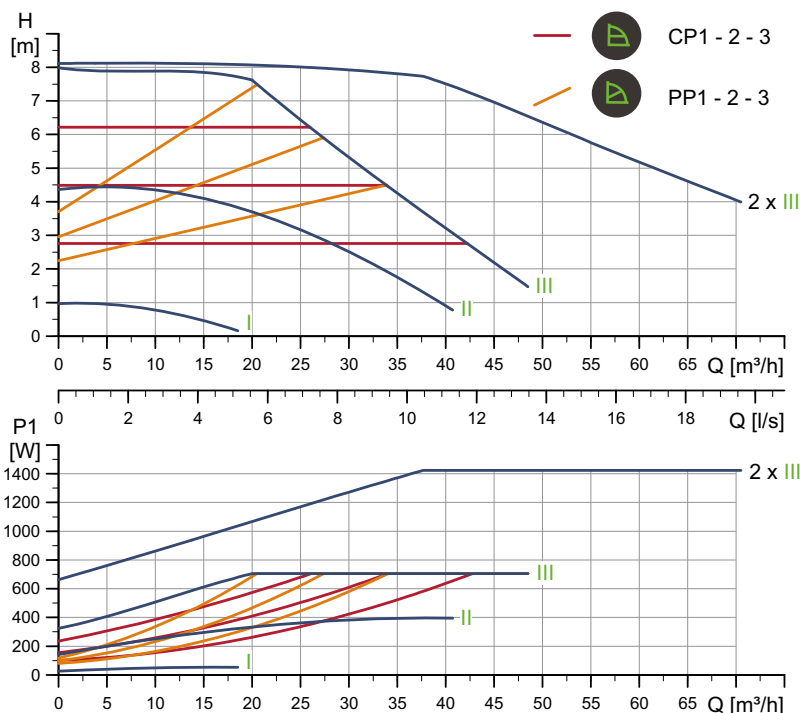 H
[m]
CP1 - 2 - 3
PP1 - 2 - 3
8
7
6
5
4
3
2
1
0
2 x III
III
II
I
0 5 10 15 20 25 30 35 40 45 50 55 60 65 Q [m³/h]
0 2 4 6 8 10 12 14 16 18 Q [l/s]
P1
[W]
1400
1200
1000
800
600
400
200
0
2 x III
III
II
I
0 5 10 15 20 25 30 35 40 45 50 55 60 65 Q [m³/h]